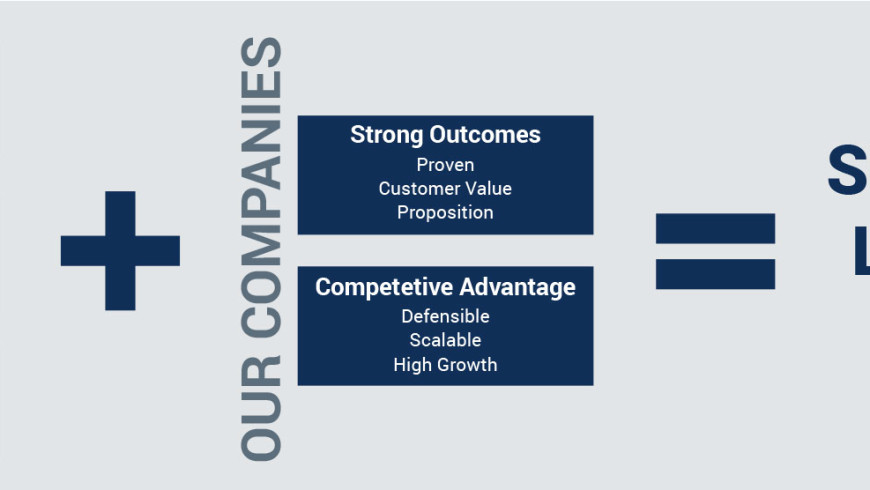 OUR COMPANIES
Strong Outcomes
Proven
Customer Value
Proposition
Competetive Advantage
Defensible
Scalable
High Growth
S
L